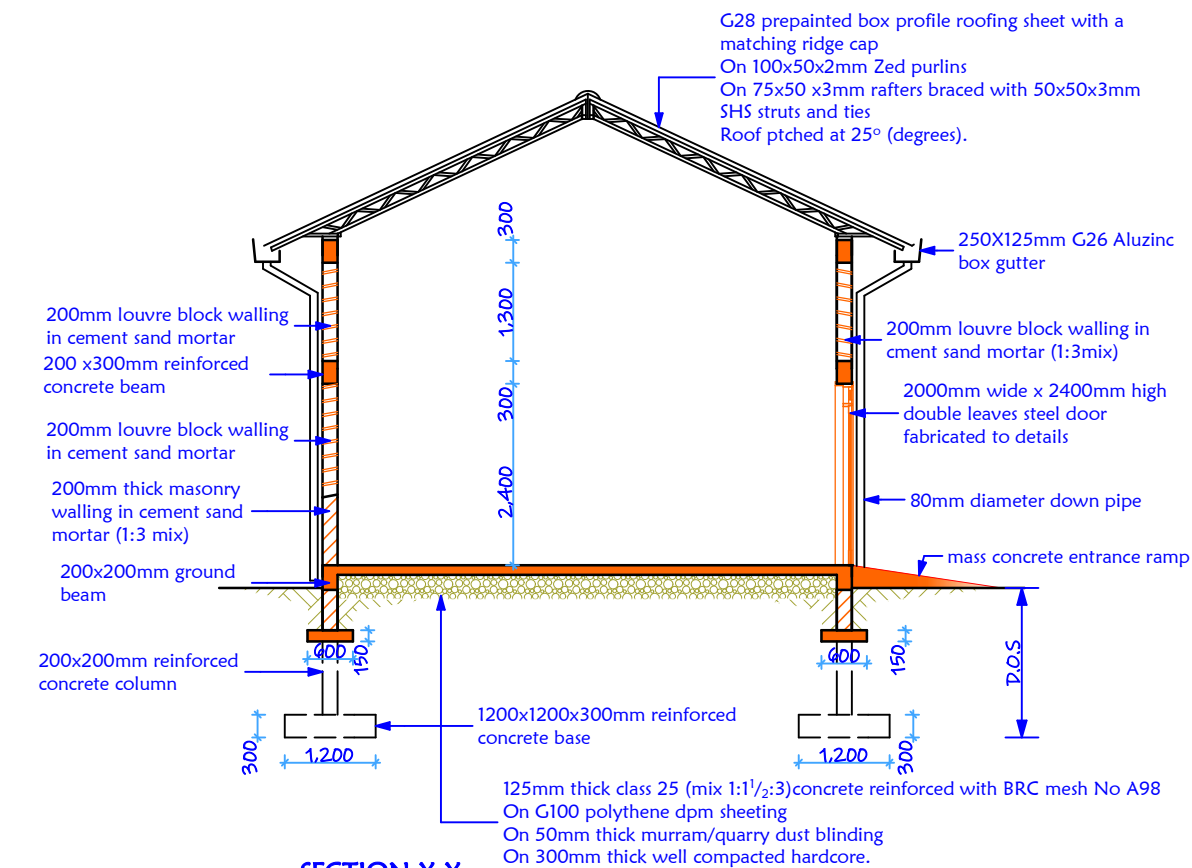 G28 prepainted box profile roofing sheet with a
matching ridge cap
On 100x50x2mm Zed purlins
On 75x50 x3mm rafters braced with 50x50x3mm
SHS struts and ties
Roof ptched at 25° (degrees).
300
250X125mm G26 Aluzinc
box gutter
1,300
200mm louvre block walling
in cement sand mortar
200mm louvre block walling in
cment sand mortar (1:3mix)
200 x300mm reinforced
concrete beam
300
2000mm wide x 2400mm high
double leaves steel door
fabricated to details
200mm louvre block walling
in cement sand mortar
2,400
200mm thick masonry
walling in cement sand
mortar (1:3 mix)
80mm diameter down pipe
mass concrete entrance ramp
200x200mm ground
beam
600
150
600
150
D.O.S
200x200mm reinforced
concrete column
1200x1200x300mm reinforced
concrete base
300
1,200
1,200
300
125mm thick class 25 (mix 1:1¹/₂:3)concrete reinforced with BRC mesh No A98
On G100 polythene dpm sheeting
On 50mm thick murram/quarry dust blinding
On 300mm thick well compacted hardcore.
SECTION X-X